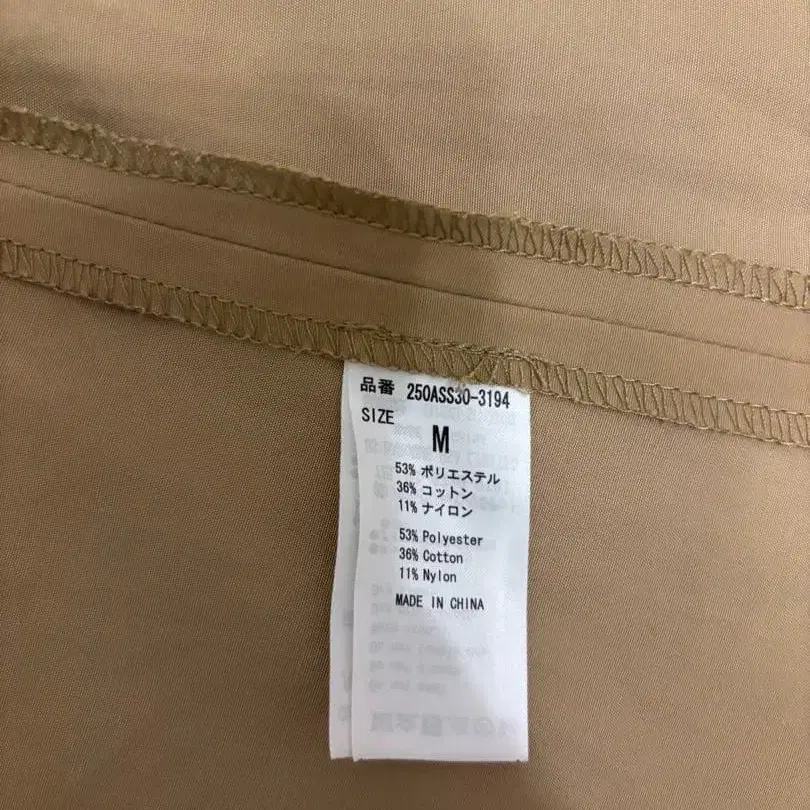 品番 250ASS30-3194
SIZE M
53% ポリエステル
36% コットン
11% ナイロン
53% Polyester
36% Cotton
11% Nylon
MADE IN CHINA